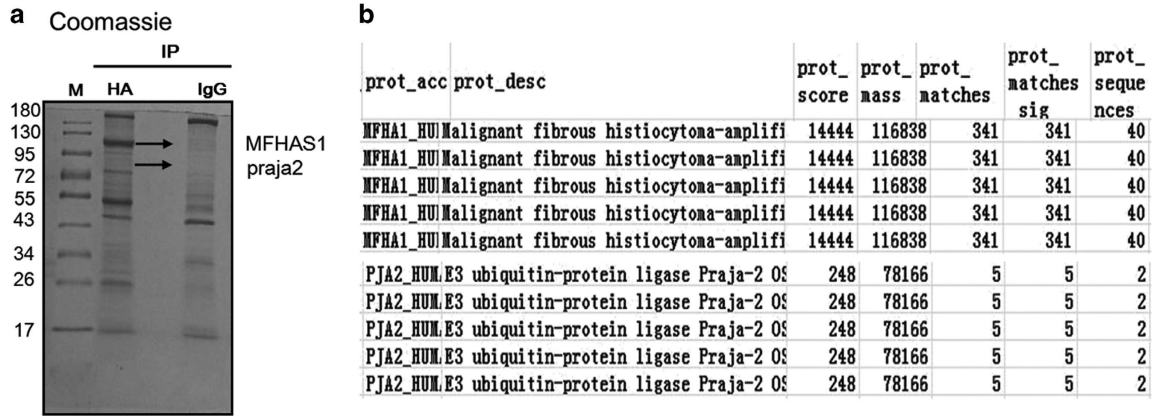 a
Coomassie
IP
M HA IgG
180
130
95
72
55
43
34
26
17
MFHAS1
praja2
b
prot_acc prot_desc prot_score prot_mass prot_matches prot_matches_sig prot_sequences
MFHA1_HUM Malignant fibrous histiocytoma-amplifi 14444 116838 341 341 40
MFHA1_HUM Malignant fibrous histiocytoma-amplifi 14444 116838 341 341 40
MFHA1_HUM Malignant fibrous histiocytoma-amplifi 14444 116838 341 341 40
MFHA1_HUM Malignant fibrous histiocytoma-amplifi 14444 116838 341 341 40
MFHA1_HUM Malignant fibrous histiocytoma-amplifi 14444 116838 341 341 40
PJA2_HUM E3 ubiquitin-protein ligase Praja-2 OS 248 78166 5 5 2
PJA2_HUM E3 ubiquitin-protein ligase Praja-2 OS 248 78166 5 5 2
PJA2_HUM E3 ubiquitin-protein ligase Praja-2 OS 248 78166 5 5 2
PJA2_HUM E3 ubiquitin-protein ligase Praja-2 OS 248 78166 5 5 2
PJA2_HUM E3 ubiquitin-protein ligase Praja-2 OS 248 78166 5 5 2